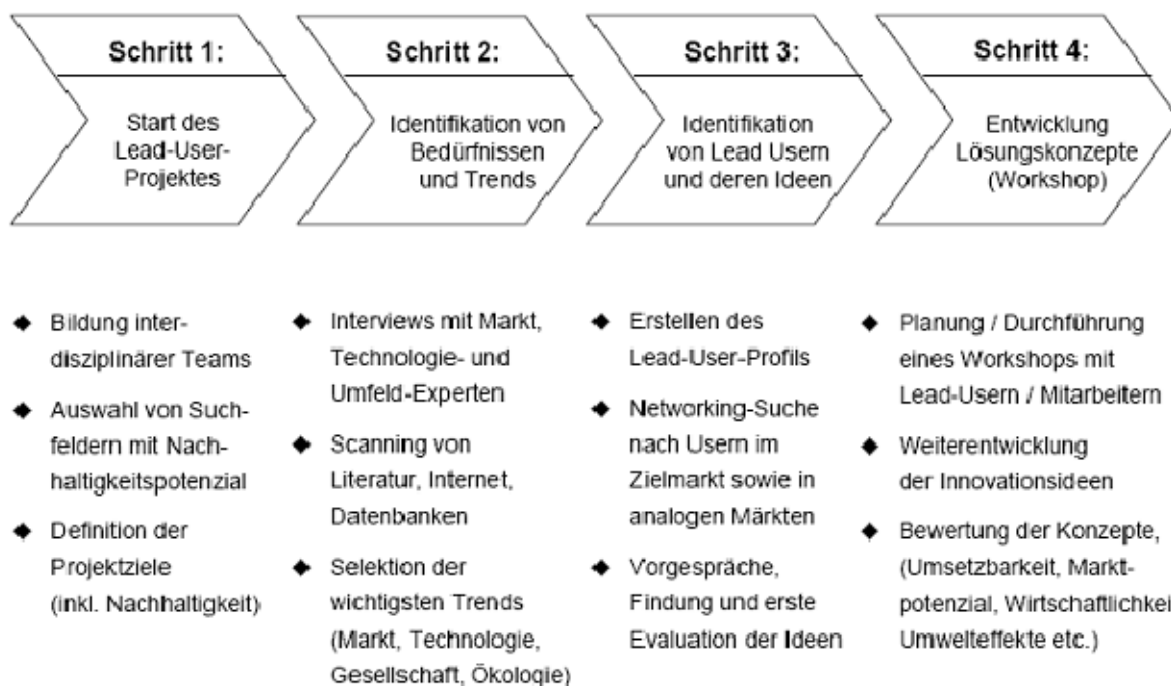 Schritt 1:
Start des
Lead-User-
Projektes
Schritt 2:
Identifikation von
Bedürfnissen
und Trends
Schritt 3:
Identifikation
von Lead Usern
und deren Ideen
Schritt 4:
Entwicklung
Lösungskonzepte
(Workshop)
◆ Bildung inter-
disziplinärer Teams
◆ Auswahl von Such-
feldern mit Nach-
haltigkeitspotenzial
◆ Definition der
Projektziele
(inkl. Nachhaltigkeit)
◆ Interviews mit Markt,
Technologie- und
Umfeld-Experten
◆ Scanning von
Literatur, Internet,
Datenbanken
◆ Selektion der
wichtigsten Trends
(Markt, Technologie,
Gesellschaft, Ökologie)
◆ Erstellen des
Lead-User-Profils
◆ Networking-Suche
nach Usern im
Zielmarkt sowie in
analogen Märkten
◆ Vorgespräche,
Findung und erste
Evaluation der Ideen
◆ Planung / Durchführung
eines Workshops mit
Lead-Usern / Mitarbeitern
◆ Weiterentwicklung
der Innovationsideen
◆ Bewertung der Konzepte,
(Umsetzbarkeit, Markt-
potenzial, Wirtschaftlichkei
Umwelteffekte etc.)